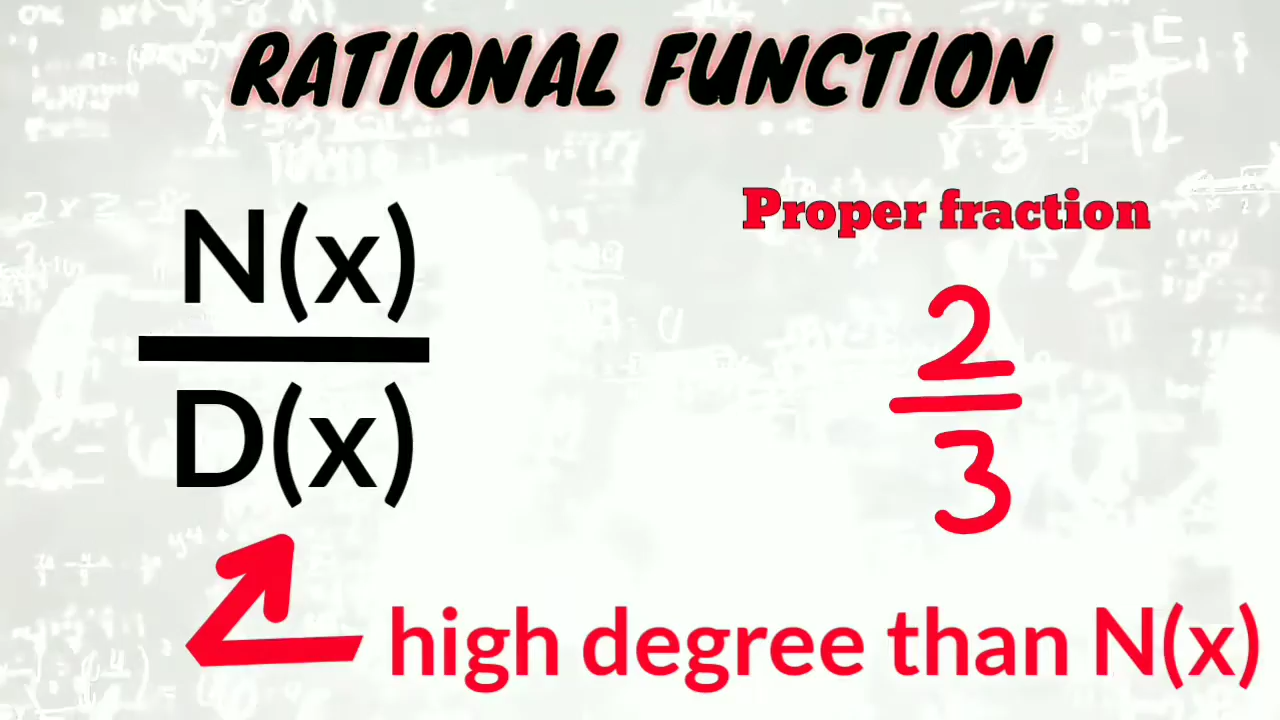 RATIONAL FUNCTION
N(x)
D(x)
Proper fraction
2
3
high degree than N(x)